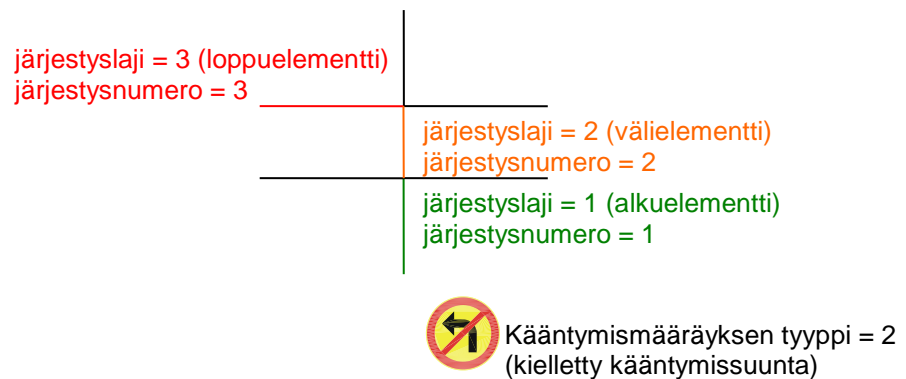 järjestyslaji = 3 (loppuelementti)
järjestysnumero = 3
järjestyslaji = 2 (välielementti)
järjestysnumero = 2
järjestyslaji = 1 (alkuelementti)
järjestysnumero = 1
Kääntymismääräyksen tyyppi = 2
(kielletty kääntymissuunta)